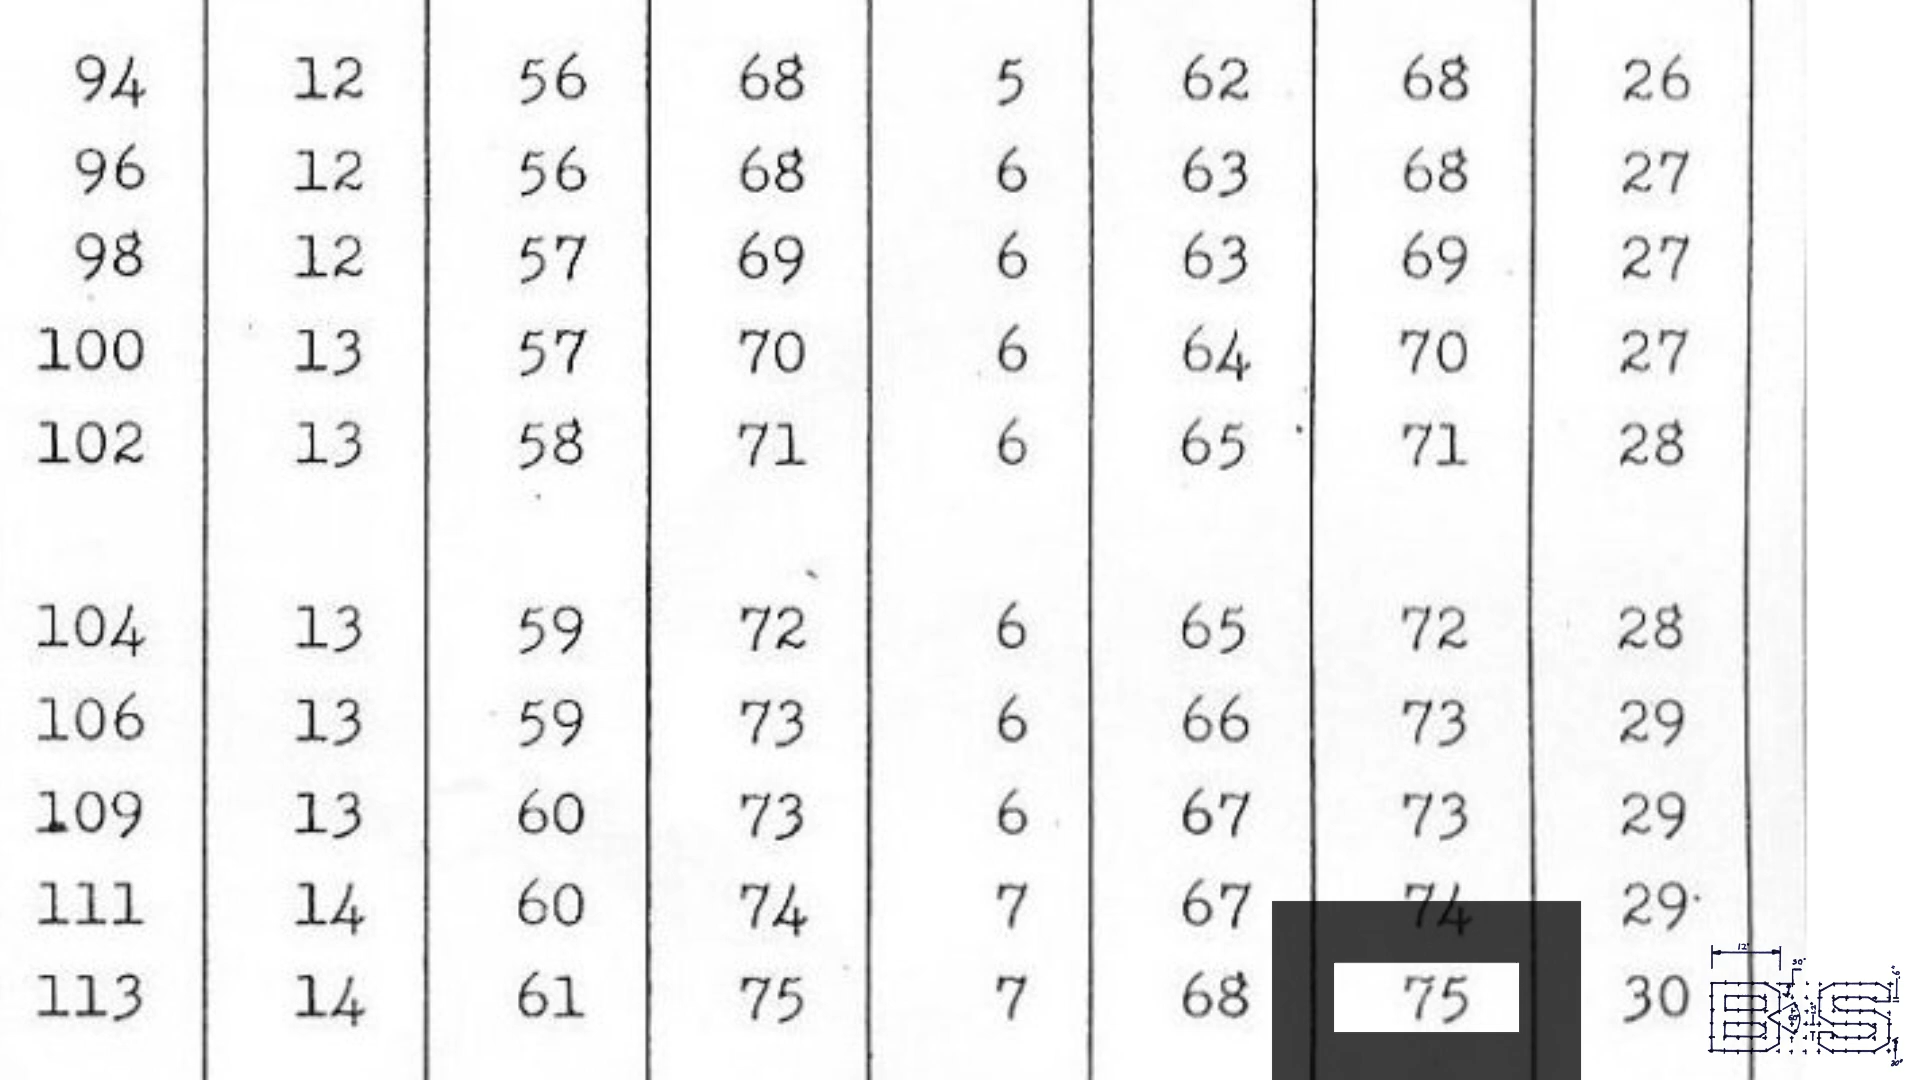 94 12 56 68 5 62 68 26
96 12 56 68 6 63 68 27
98 12 57 69 6 63 69 27
100 13 57 70 6 64 70 27
102 13 58 71 6 65 71 28
104 13 59 72 6 65 72 28
106 13 59 73 6 66 73 29
109 13 60 73 6 67 73 29
111 14 60 74 7 67 74 29
113 14 61 75 7 68 75 30
12"
B S